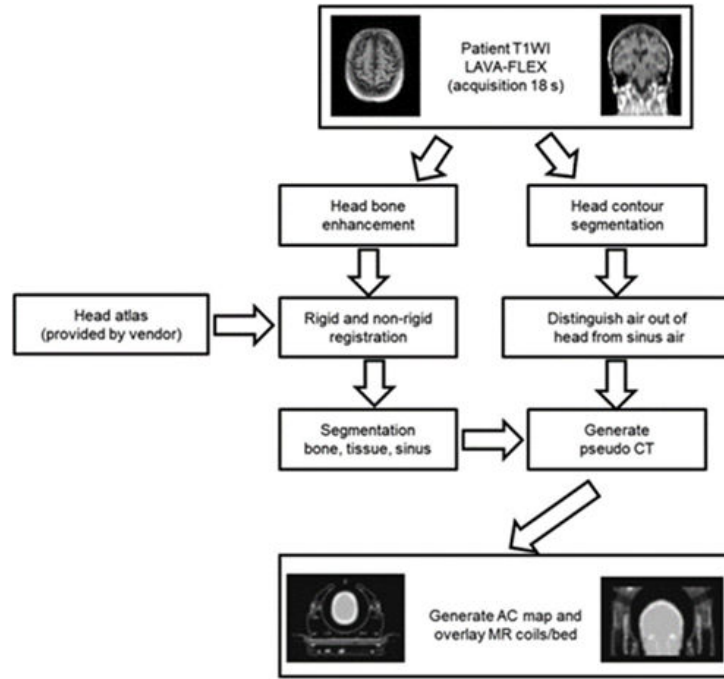 Patient T1WI
LAVA-FLEX
(acquisition 18 s)
Head bone
enhancement
Head contour
segmentation
Head atlas
(provided by vendor)
Rigid and non-rigid
registration
Distinguish air out of
head from sinus air
Segmentation
bone, tissue, sinus
Generate
pseudo CT
Generate AC map and
overlay MR coils/bed